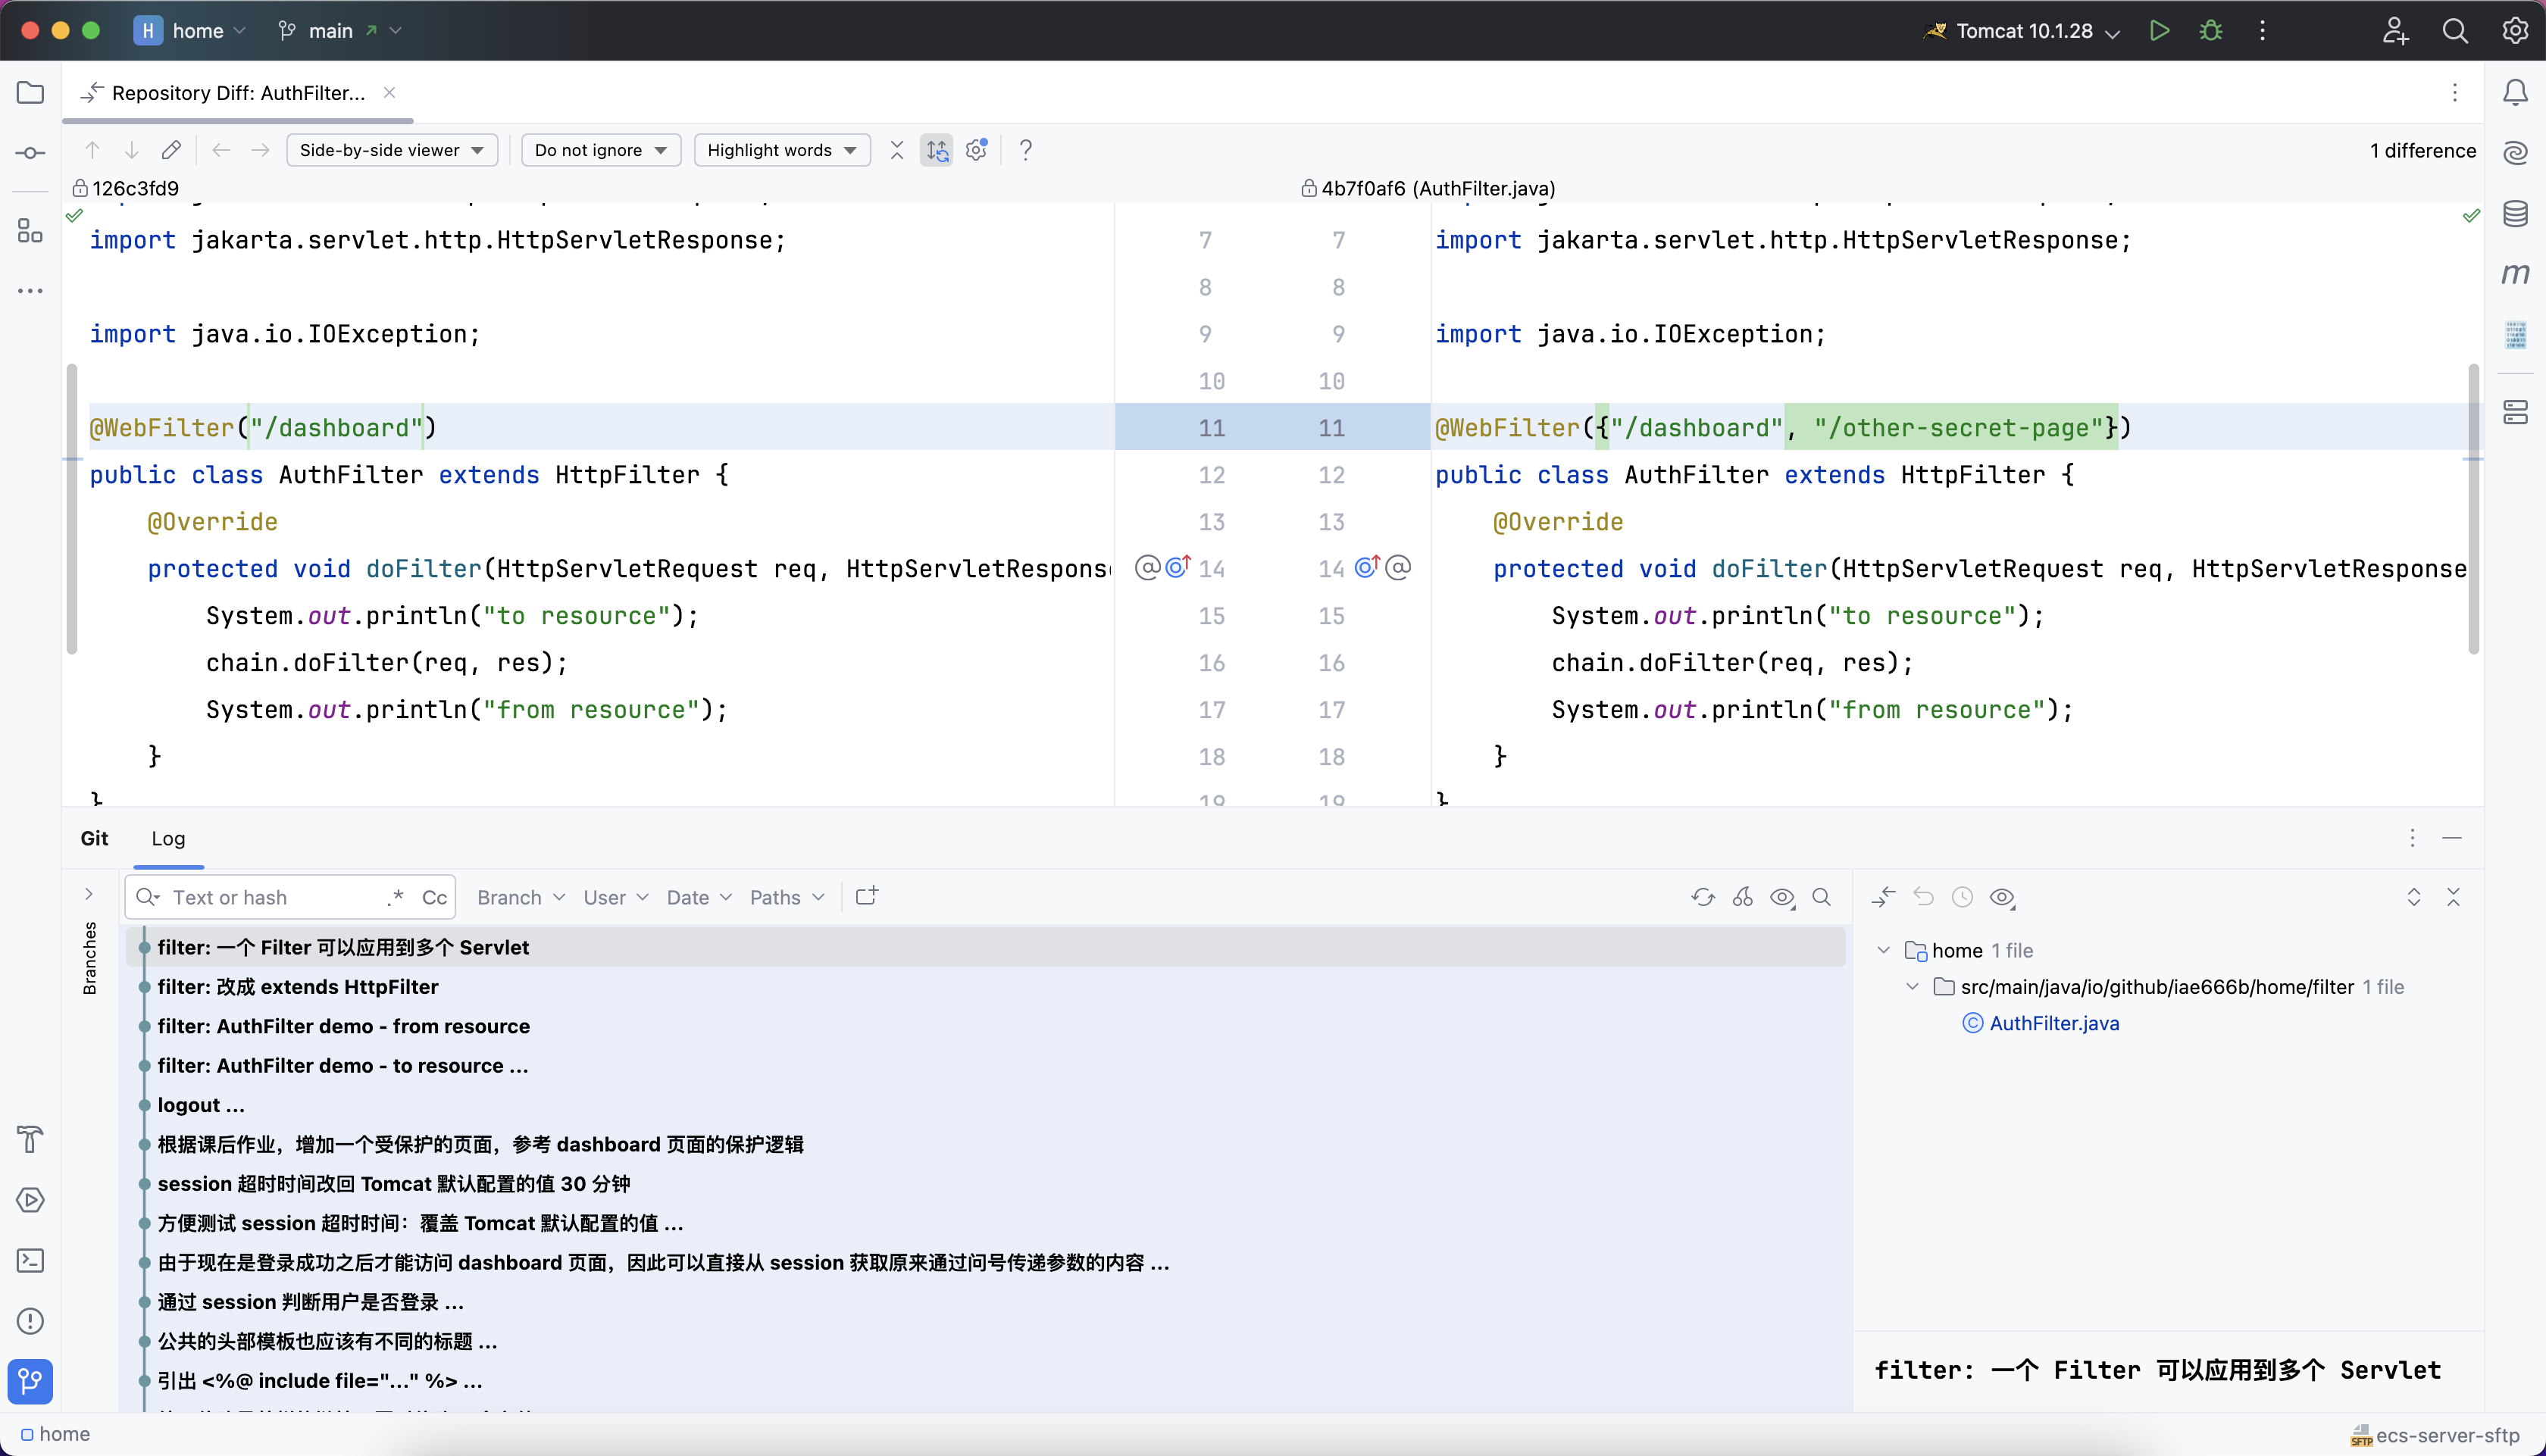 H home main Tomcat 10.1.28
Repository Diff: AuthFilter...
Side-by-side viewer Do not ignore Highlight words ? 1 difference
126c3fd9 4b7f0af6 (AuthFilter.java)
import jakarta.servlet.http.HttpServletResponse; 7 7 import jakarta.servlet.http.HttpServletResponse;
8 8
import java.io.IOException; 9 9 import java.io.IOException;
10 10
@WebFilter("/dashboard") 11 11 @WebFilter({"/dashboard", "/other-secret-page"})
public class AuthFilter extends HttpFilter { 12 12 public class AuthFilter extends HttpFilter {
@Override 13 13 @Override
protected void doFilter(HttpServletRequest req, HttpServletRespons 14 14 protected void doFilter(HttpServletRequest req, HttpServletResponse
System.out.println("to resource"); 15 15 System.out.println("to resource");
chain.doFilter(req, res); 16 16 chain.doFilter(req, res);
System.out.println("from resource"); 17 17 System.out.println("from resource");
} 18 18 }
} 19 19 }
Git Log
Text or hash .* Cc Branch User Date Paths
Branches
filter: 一个 Filter 可以应用到多个 Servlet
filter: 改成 extends HttpFilter
filter: AuthFilter demo - from resource
filter: AuthFilter demo - to resource ...
logout ...
根据课后作业，增加一个受保护的页面，参考 dashboard 页面的保护逻辑
session 超时时间改回 Tomcat 默认配置的值 30 分钟
方便测试 session 超时时间：覆盖 Tomcat 默认配置的值 ...
由于现在是登录成功之后才能访问 dashboard 页面，因此可以直接从 session 获取原来通过问号传递参数的内容 ...
通过 session 判断用户是否登录 ...
公共的头部模板也应该有不同的标题 ...
引出 <%@ include file="..." %> ...
home 1 file
src/main/java/io/github/iae666b/home/filter 1 file
AuthFilter.java
filter: 一个 Filter 可以应用到多个 Servlet
home
SFTP ecs-server-sftp